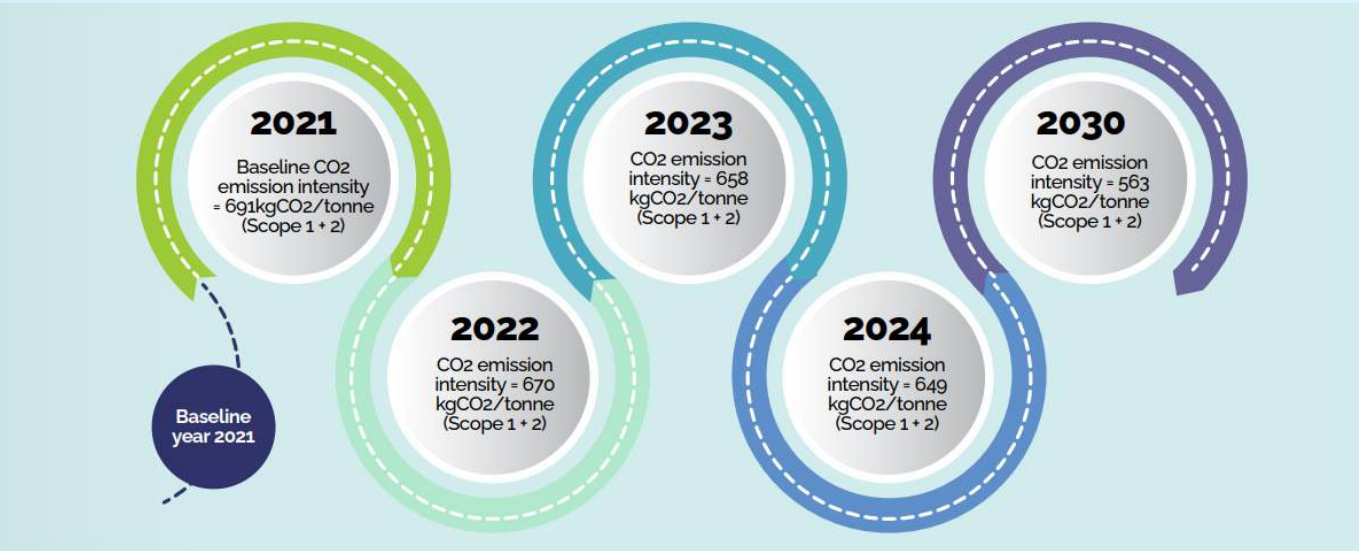 2021
Baseline CO2
emission intensity
= 691kgCO2/tonne
(Scope 1 + 2)
2023
CO2 emission
intensity = 658
kgCO2/tonne
(Scope 1 + 2)
2030
CO2 emission
intensity = 563
kgCO2/tonne
(Scope 1 + 2)
2022
CO2 emission
intensity = 670
kgCO2/tonne
(Scope 1 + 2)
2024
CO2 emission
intensity = 649
kgCO2/tonne
(Scope 1 + 2)
Baseline
year 2021